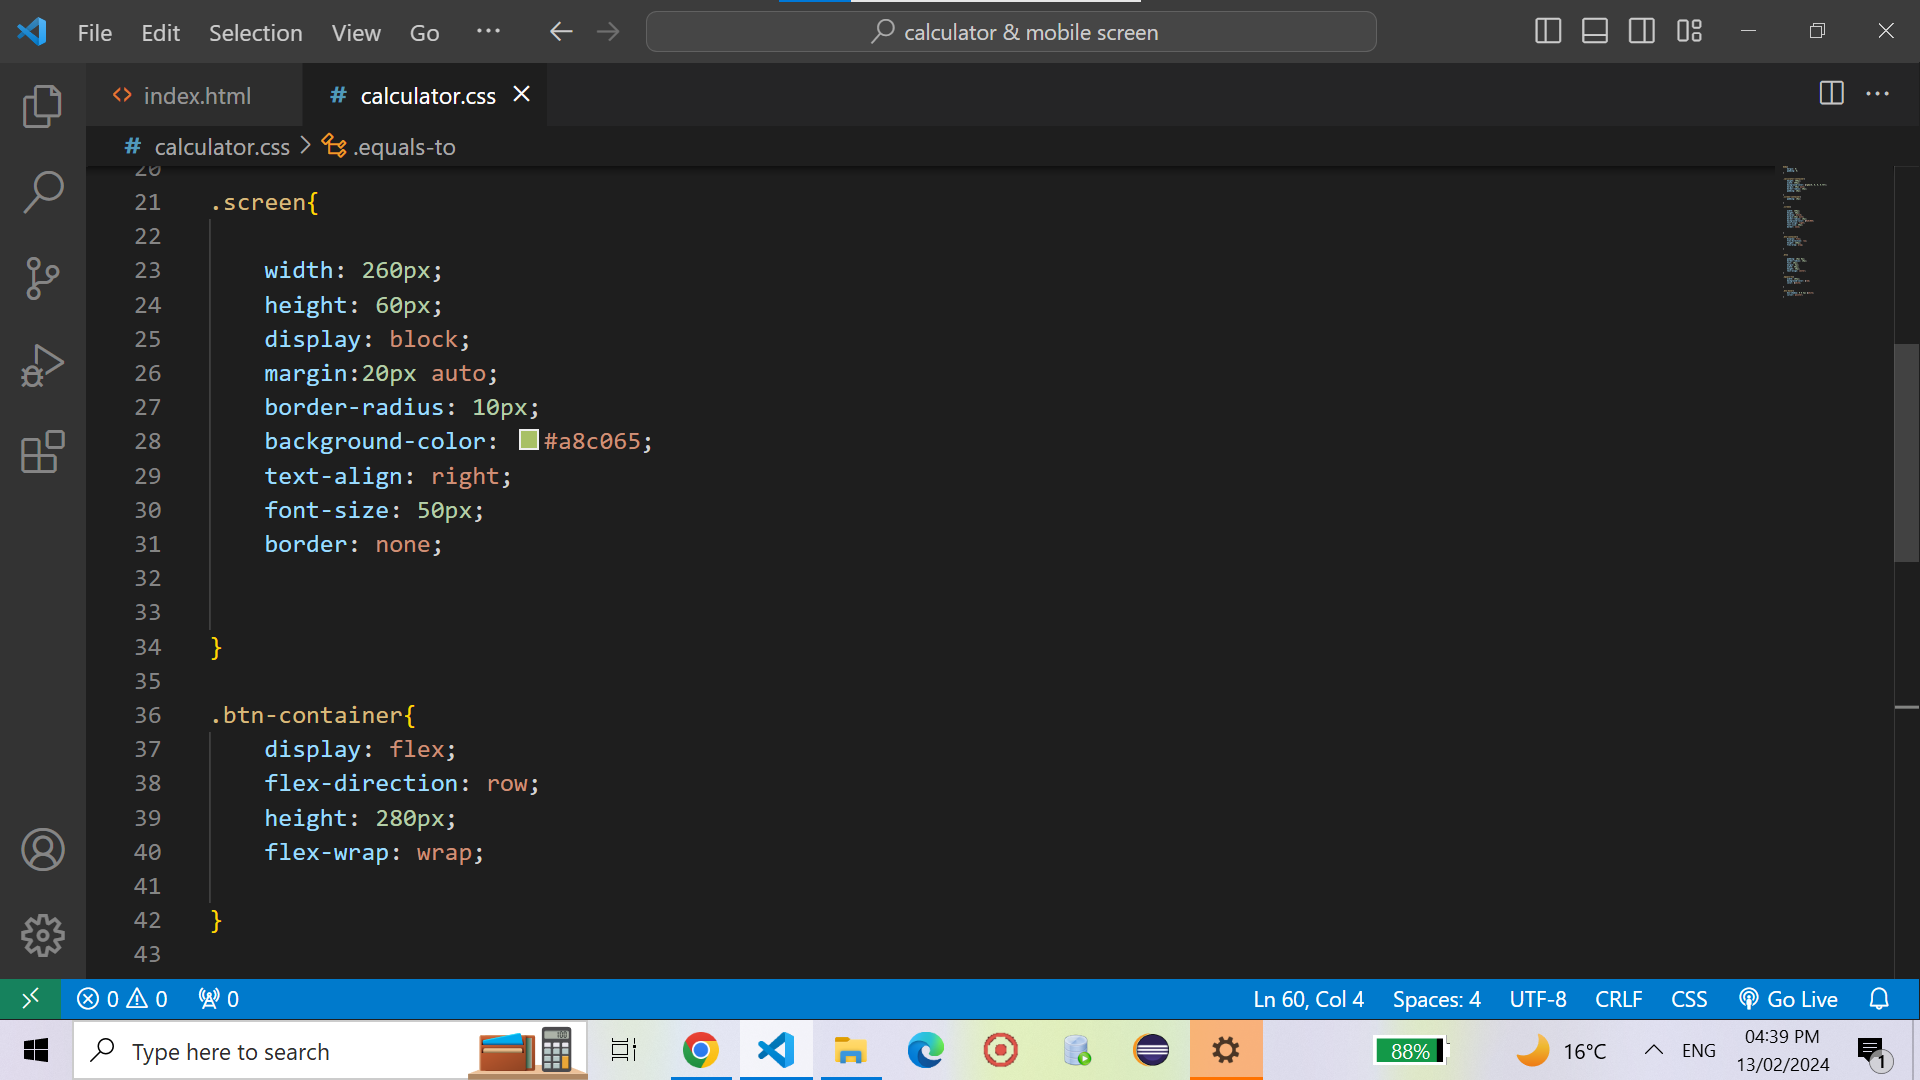 File Edit Selection View Go ··· calculator & mobile screen
index.html # calculator.css
# calculator.css > .equals-to
20
21 .screen{
22
23 width: 260px;
24 height: 60px;
25 display: block;
26 margin:20px auto;
27 border-radius: 10px;
28 background-color: #a8c065;
29 text-align: right;
30 font-size: 50px;
31 border: none;
32
33
34 }
35
36 .btn-container{
37 display: flex;
38 flex-direction: row;
39 height: 280px;
40 flex-wrap: wrap;
41
42 }
43
0 0 0 Ln 60, Col 4 Spaces: 4 UTF-8 CRLF CSS Go Live
Type here to search 88% 16°C ENG 04:39 PM
13/02/2024 1